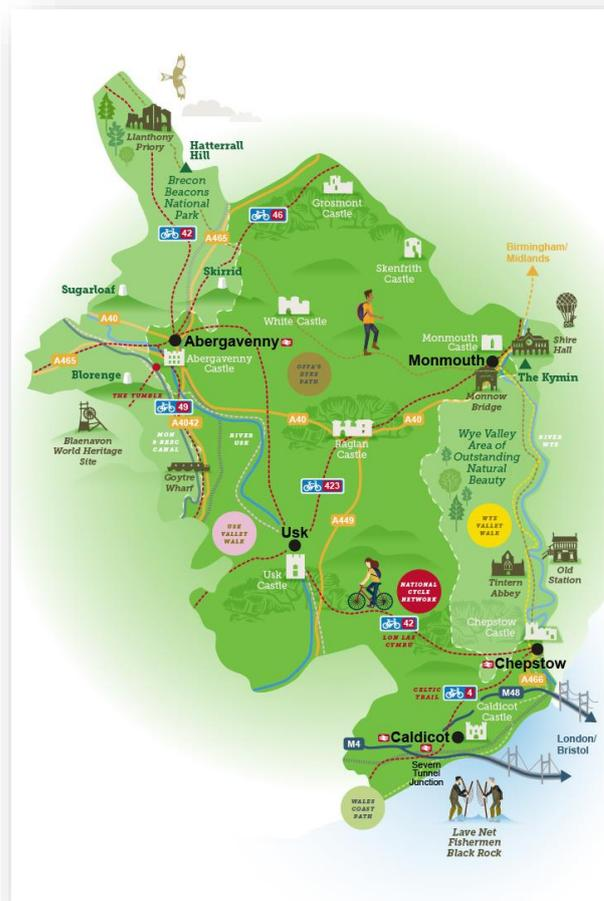 Llanthony
Priory
Hatterrall
Hill
Brecon
Beacons
National
Park
46
Grosmont
Castle
42
A465
Birmingham/
Midlands
Skenfrith
Castle
Skirrid
Sugarloaf
White Castle
A40
Shire
Hall
Monmouth
Castle
Abergavenny
Abergavenny
Castle
A465
Monmouth
The Kymin
OFFA'S
DYKE
PATH
Blorenge
THE TUMBLE
Monnow
Bridge
49
A4042
A40
A40
Blaenavon
World Heritage
Site
MON
& BREC
CANAL
RIVER
USK
Raglan
Castle
Wye Valley
Area of
Outstanding
Natural
Beauty
RIVER
WYE
Goytre
Wharf
423
A449
USK
VALLEY
WALK
WYE
VALLEY
WALK
Usk
Usk
Castle
Old
Station
Tintern
Abbey
NATIONAL
CYCLE
NETWORK
42
LON LAS
CYMRU
Chepstow
Castle
Chepstow
A466
CELTIC
TRAIL
4
M48
Caldicot
Castle
M4
Caldicot
London/
Bristol
Severn
Tunnel
Junction
WALES
COAST
PATH
Lave Net
Fishermen
Black Rock